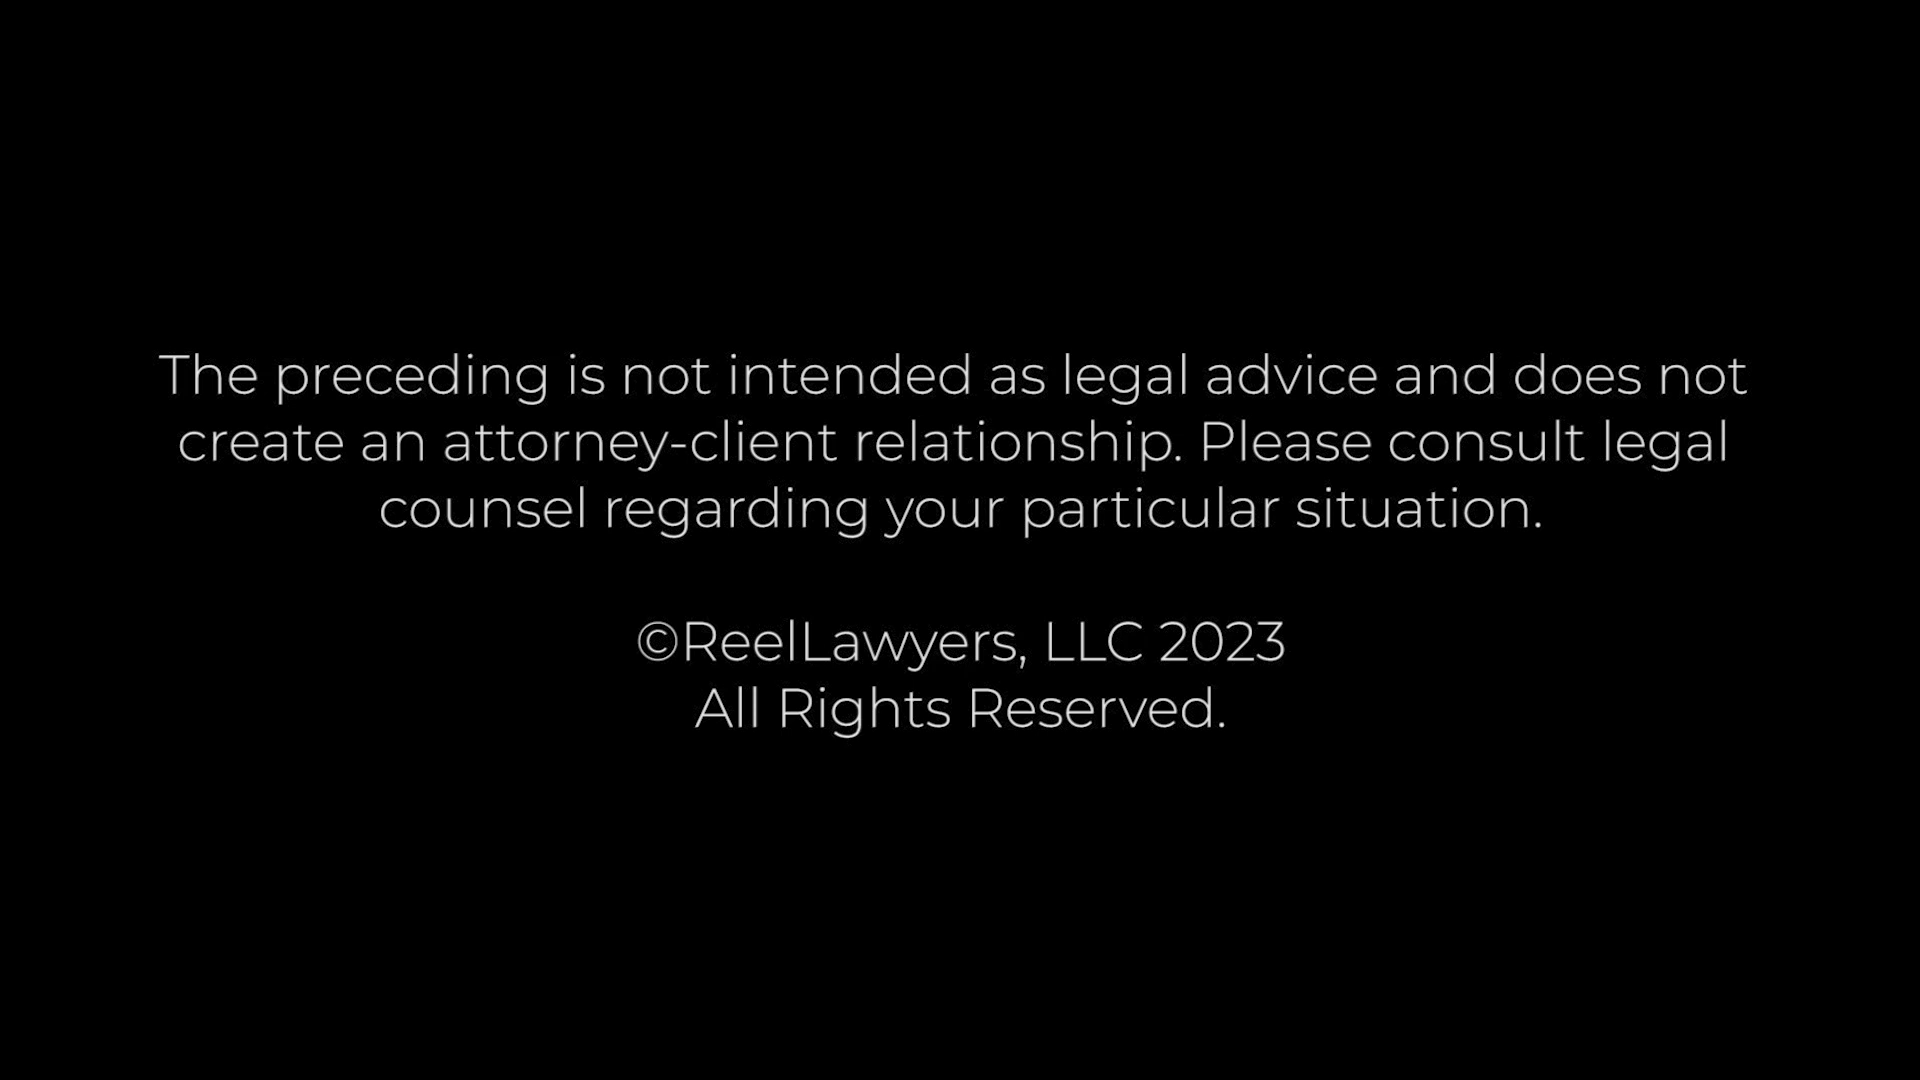 The preceding is not intended as legal advice and does not
create an attorney-client relationship. Please consult legal
counsel regarding your particular situation.
©ReelLawyers, LLC 2023
All Rights Reserved.